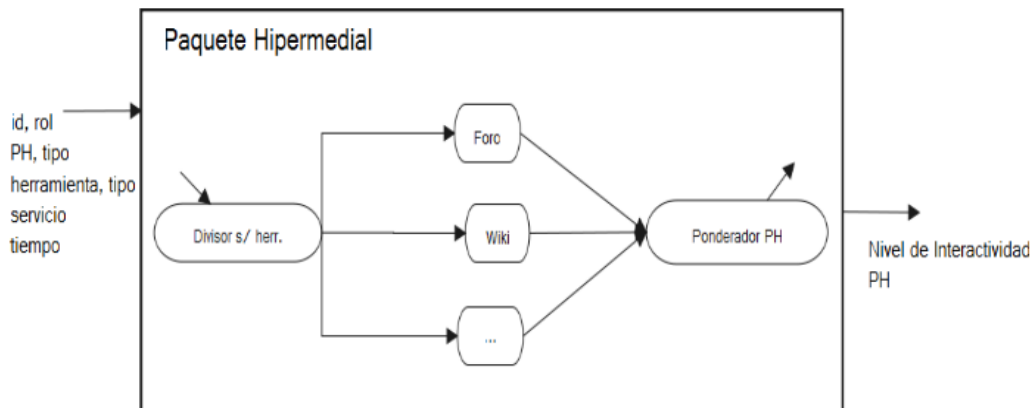 Paquete Hipermedial
id, rol
PH, tipo
herramienta, tipo
servicio
tiempo
Foro
Divisor s/ herr.
Wiki
Ponderador PH
...
Nivel de Interactividad
PH